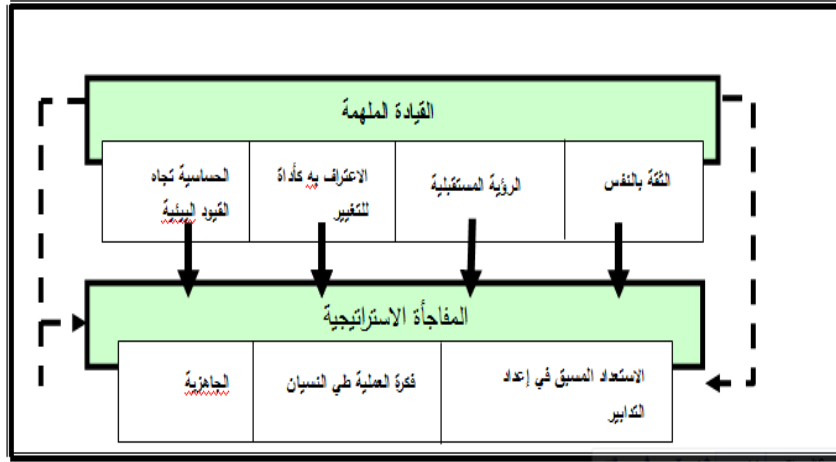 القيادة الملهمة
الثقة بالنفس
الرؤية المستقبلية
الاعتراف به كأداة
للتغيير
الحساسية تجاه
القيود البيئية
المفاجأة الاستراتيجية
الاستعداد المسبق في إعداد
التدابير
فكرة العملية طي النسيان
الجاهزية